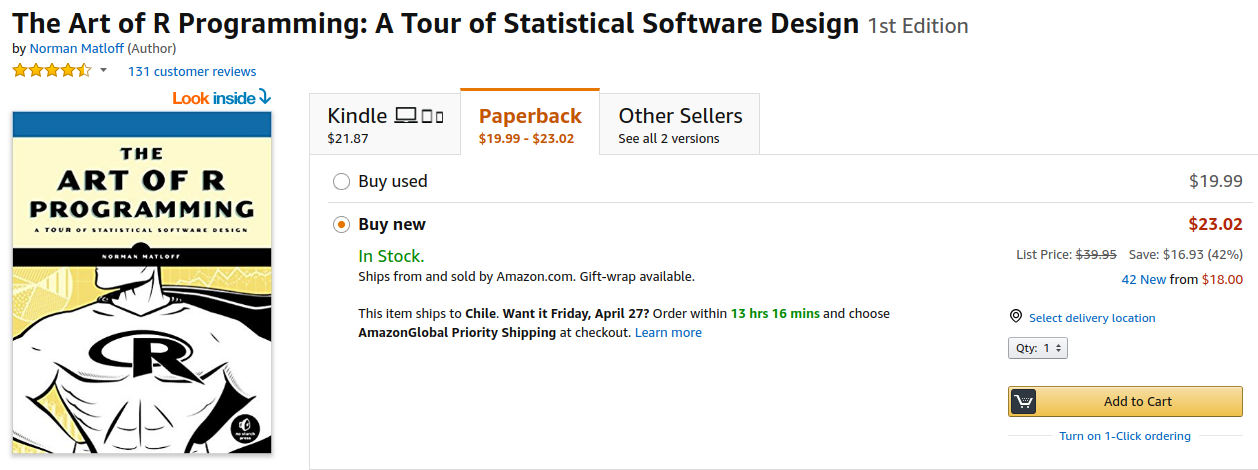 The Art of R Programming: A Tour of Statistical Software Design 1st Edition
by Norman Matloff (Author)
131 customer reviews
Look inside
THE
ART OF R
PROGRAMMING
A TOUR OF STATISTICAL SOFTWARE DESIGN
NORMAN MATLOFF
R
no starch
press
Kindle
$21.87
Paperback
$19.99 - $23.02
Other Sellers
See all 2 versions
Buy used $19.99
Buy new $23.02
In Stock.
Ships from and sold by Amazon.com. Gift-wrap available.
This item ships to Chile. Want it Friday, April 27? Order within 13 hrs 16 mins and choose
AmazonGlobal Priority Shipping at checkout. Learn more
List Price: $39.95 Save: $16.93 (42%)
42 New from $18.00
Select delivery location
Qty: 1
Add to Cart
Turn on 1-Click ordering